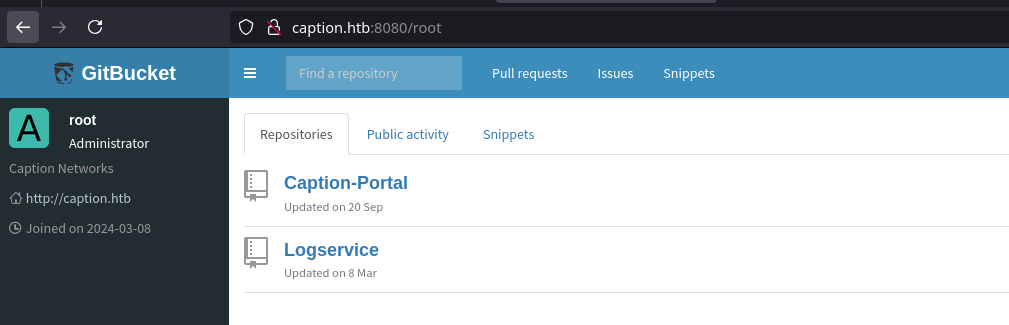 caption.htb:8080/root
GitBucket
Find a repository
Pull requests
Issues
Snippets
A
root
Administrator
Caption Networks
http://caption.htb
Joined on 2024-03-08
Repositories
Public activity
Snippets
Caption-Portal
Updated on 20 Sep
Logservice
Updated on 8 Mar